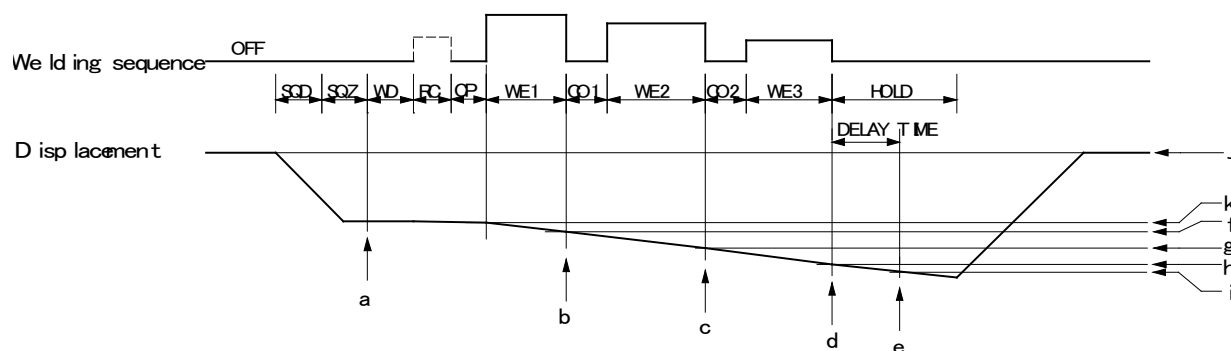 OFF
Welding sequence
SQD SQZ WD RC CP WE1 CO1 WE2 CO2 WE3 HOLD
DELAY TIME
Displacement
k
f
g
h
i
a
b
c
d
e